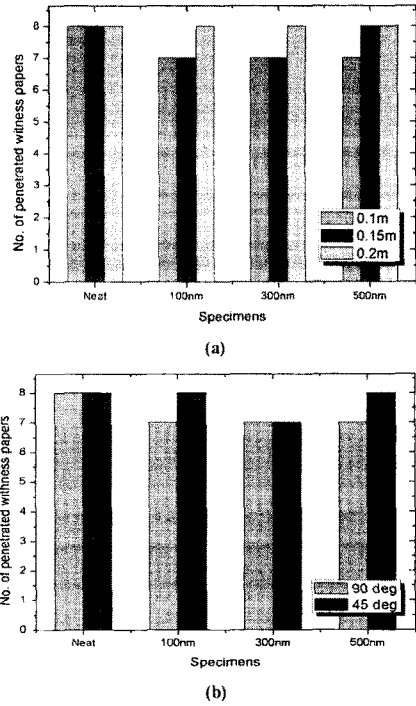 No. of penetrated witness papers
8
7
6
5
4
3
2
1
0
0.1m
0.15m
0.2m
Neat
100nm
300nm
500nm
Specimens
(a)
No. of penetrated withness papers
8
7
6
5
4
3
2
1
0
90 deg
45 deg
Neat
100nm
300nm
500nm
Specimens
(b)